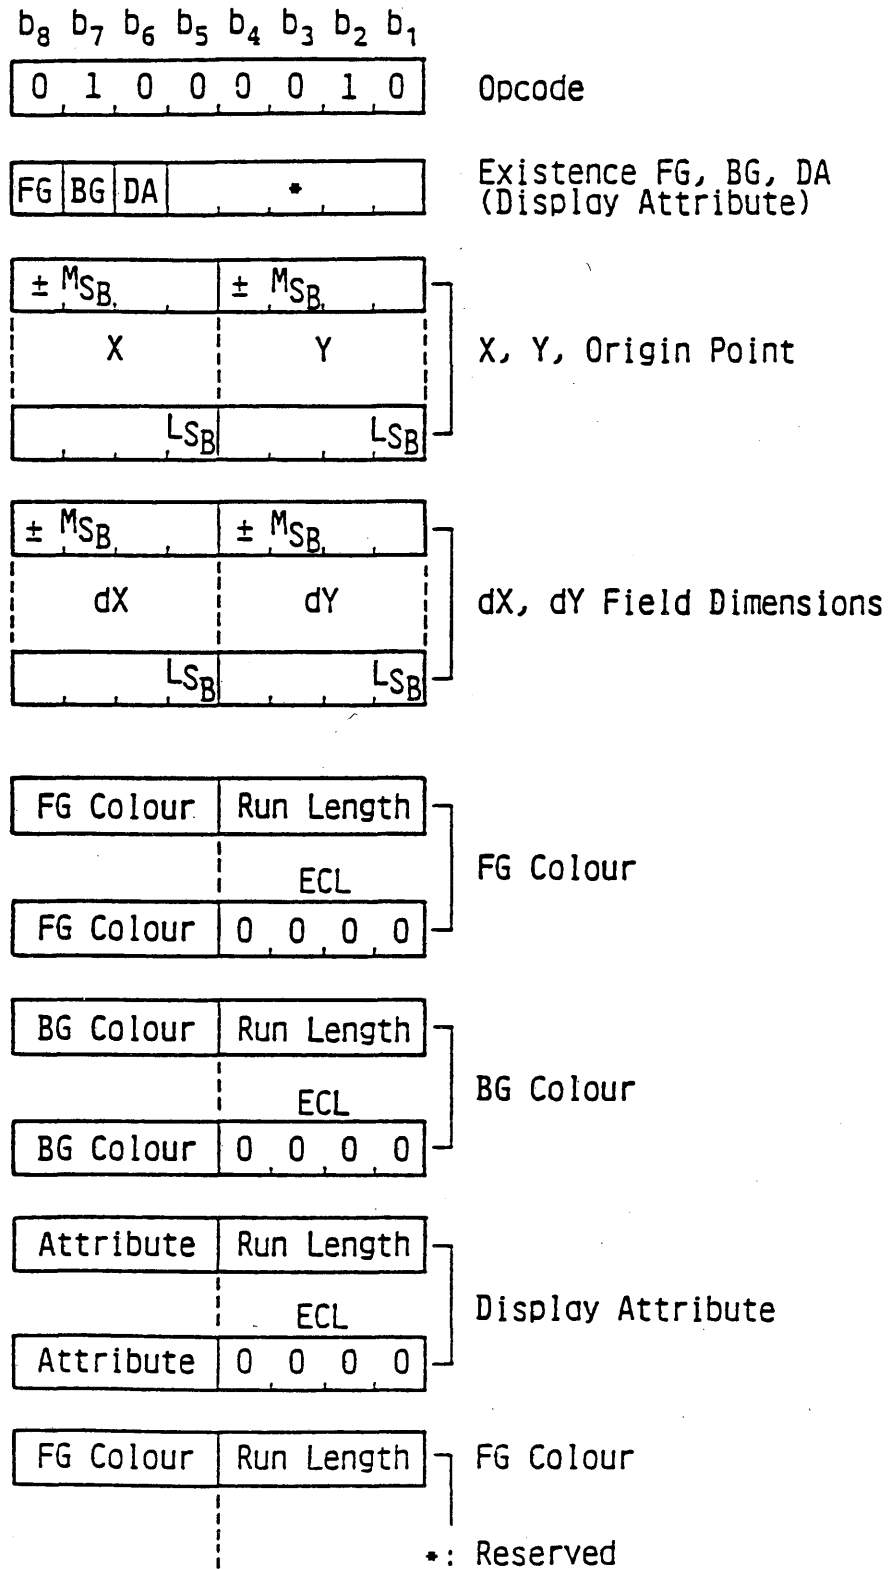 b8 b7 b6 b5 b4 b3 b2 b1
0 1 0 0 0 0 1 0 Opcode
FG BG DA * Existence FG, BG, DA
(Display Attribute)
± MSB ± MSB
X Y X, Y, Origin Point
LSB LSB
± MSB ± MSB
dX dY dX, dY Field Dimensions
LSB LSB
FG Colour Run Length
FG Colour
ECL
FG Colour 0 0 0 0
BG Colour Run Length
BG Colour
ECL
BG Colour 0 0 0 0
Attribute Run Length
Display Attribute
ECL
Attribute 0 0 0 0
FG Colour Run Length FG Colour
*: Reserved